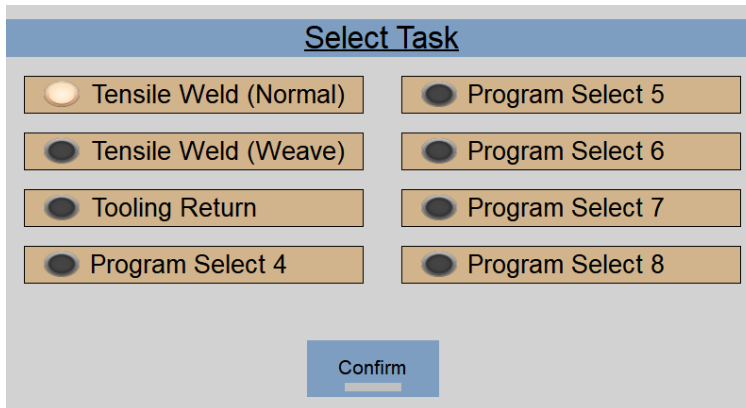 Select Task
Tensile Weld (Normal)
Tensile Weld (Weave)
Tooling Return
Program Select 4
Program Select 5
Program Select 6
Program Select 7
Program Select 8
Confirm